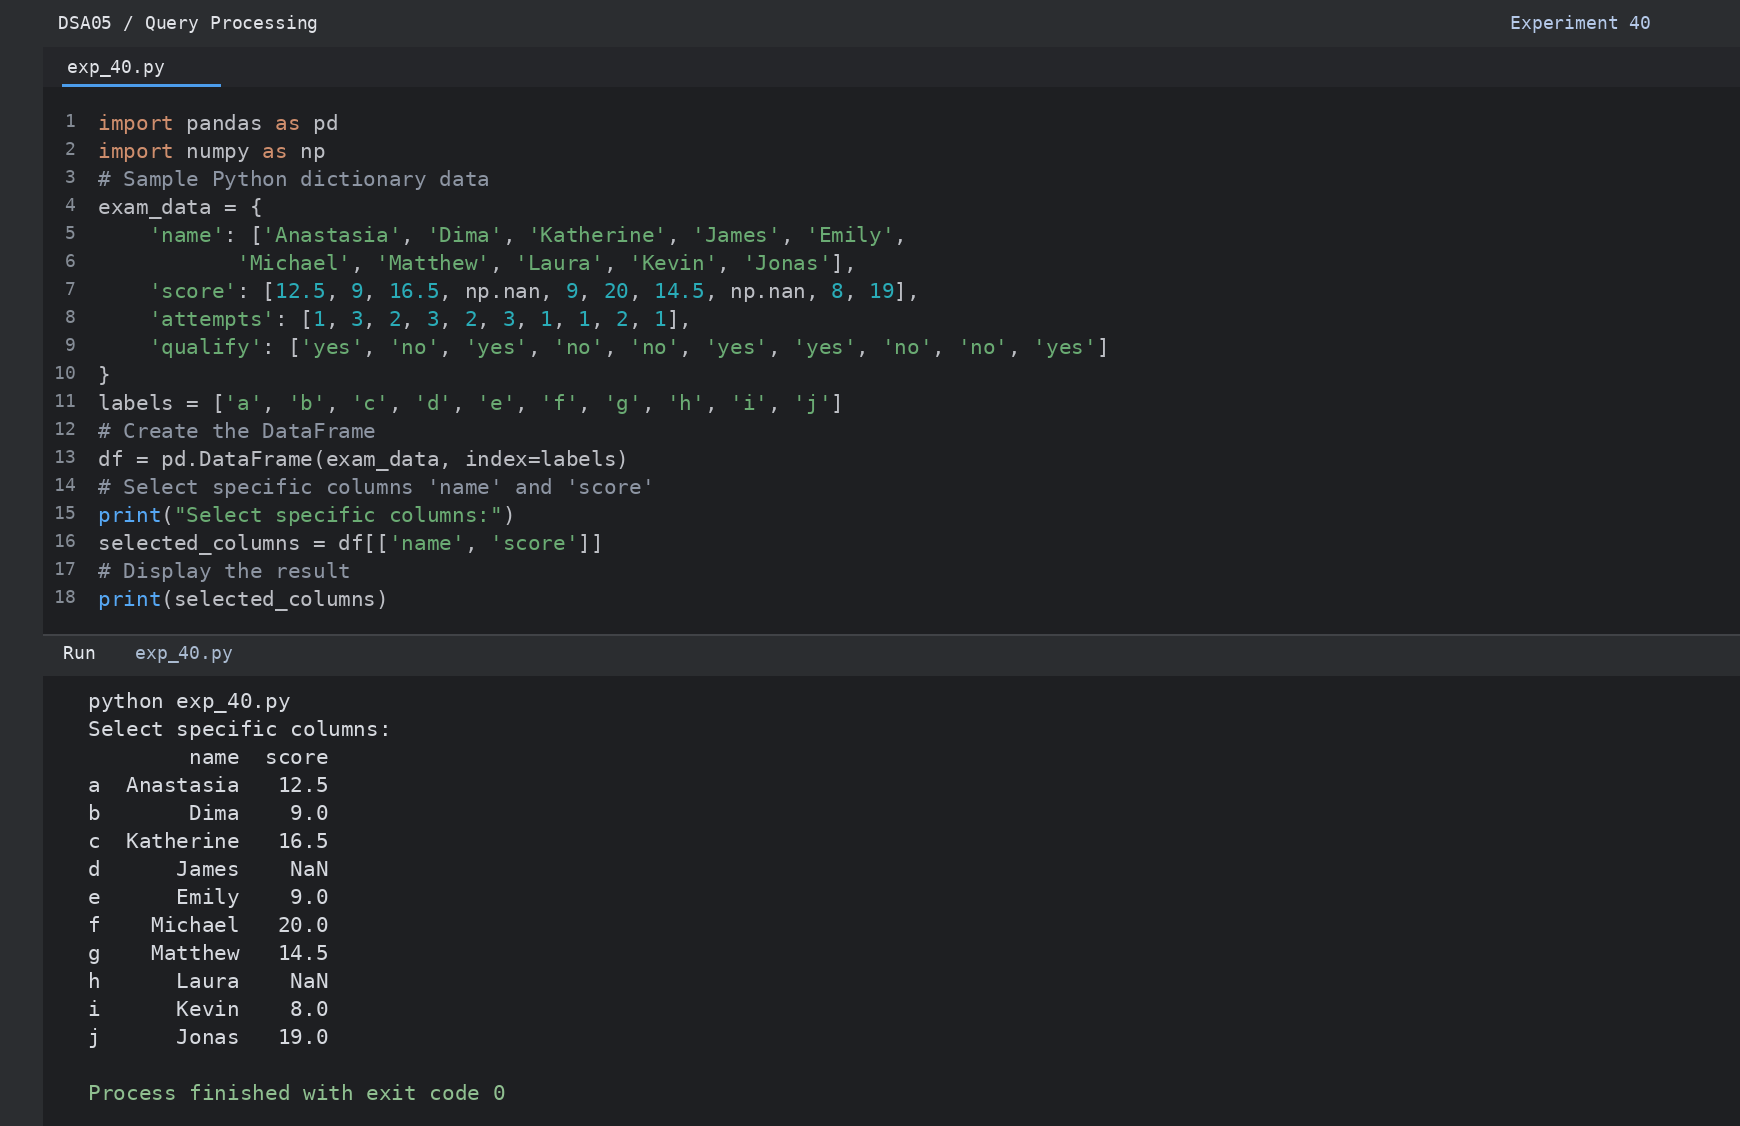 DSA05 / Query Processing
Experiment 40
exp_40.py
1 import pandas as pd
2 import numpy as np
3 # Sample Python dictionary data
4 exam_data = {
5     'name': ['Anastasia', 'Dima', 'Katherine', 'James', 'Emily',
6            'Michael', 'Matthew', 'Laura', 'Kevin', 'Jonas'],
7     'score': [12.5, 9, 16.5, np.nan, 9, 20, 14.5, np.nan, 8, 19],
8     'attempts': [1, 3, 2, 3, 2, 3, 1, 1, 2, 1],
9     'qualify': ['yes', 'no', 'yes', 'no', 'no', 'yes', 'yes', 'no', 'no', 'yes']
10 }
11 labels = ['a', 'b', 'c', 'd', 'e', 'f', 'g', 'h', 'i', 'j']
12 # Create the DataFrame
13 df = pd.DataFrame(exam_data, index=labels)
14 # Select specific columns 'name' and 'score'
15 print("Select specific columns:")
16 selected_columns = df[['name', 'score']]
17 # Display the result
18 print(selected_columns)
Run exp_40.py
python exp_40.py
Select specific columns:
        name  score
a  Anastasia   12.5
b       Dima    9.0
c  Katherine   16.5
d      James    NaN
e      Emily    9.0
f    Michael   20.0
g    Matthew   14.5
h      Laura    NaN
i      Kevin    8.0
j      Jonas   19.0
Process finished with exit code 0